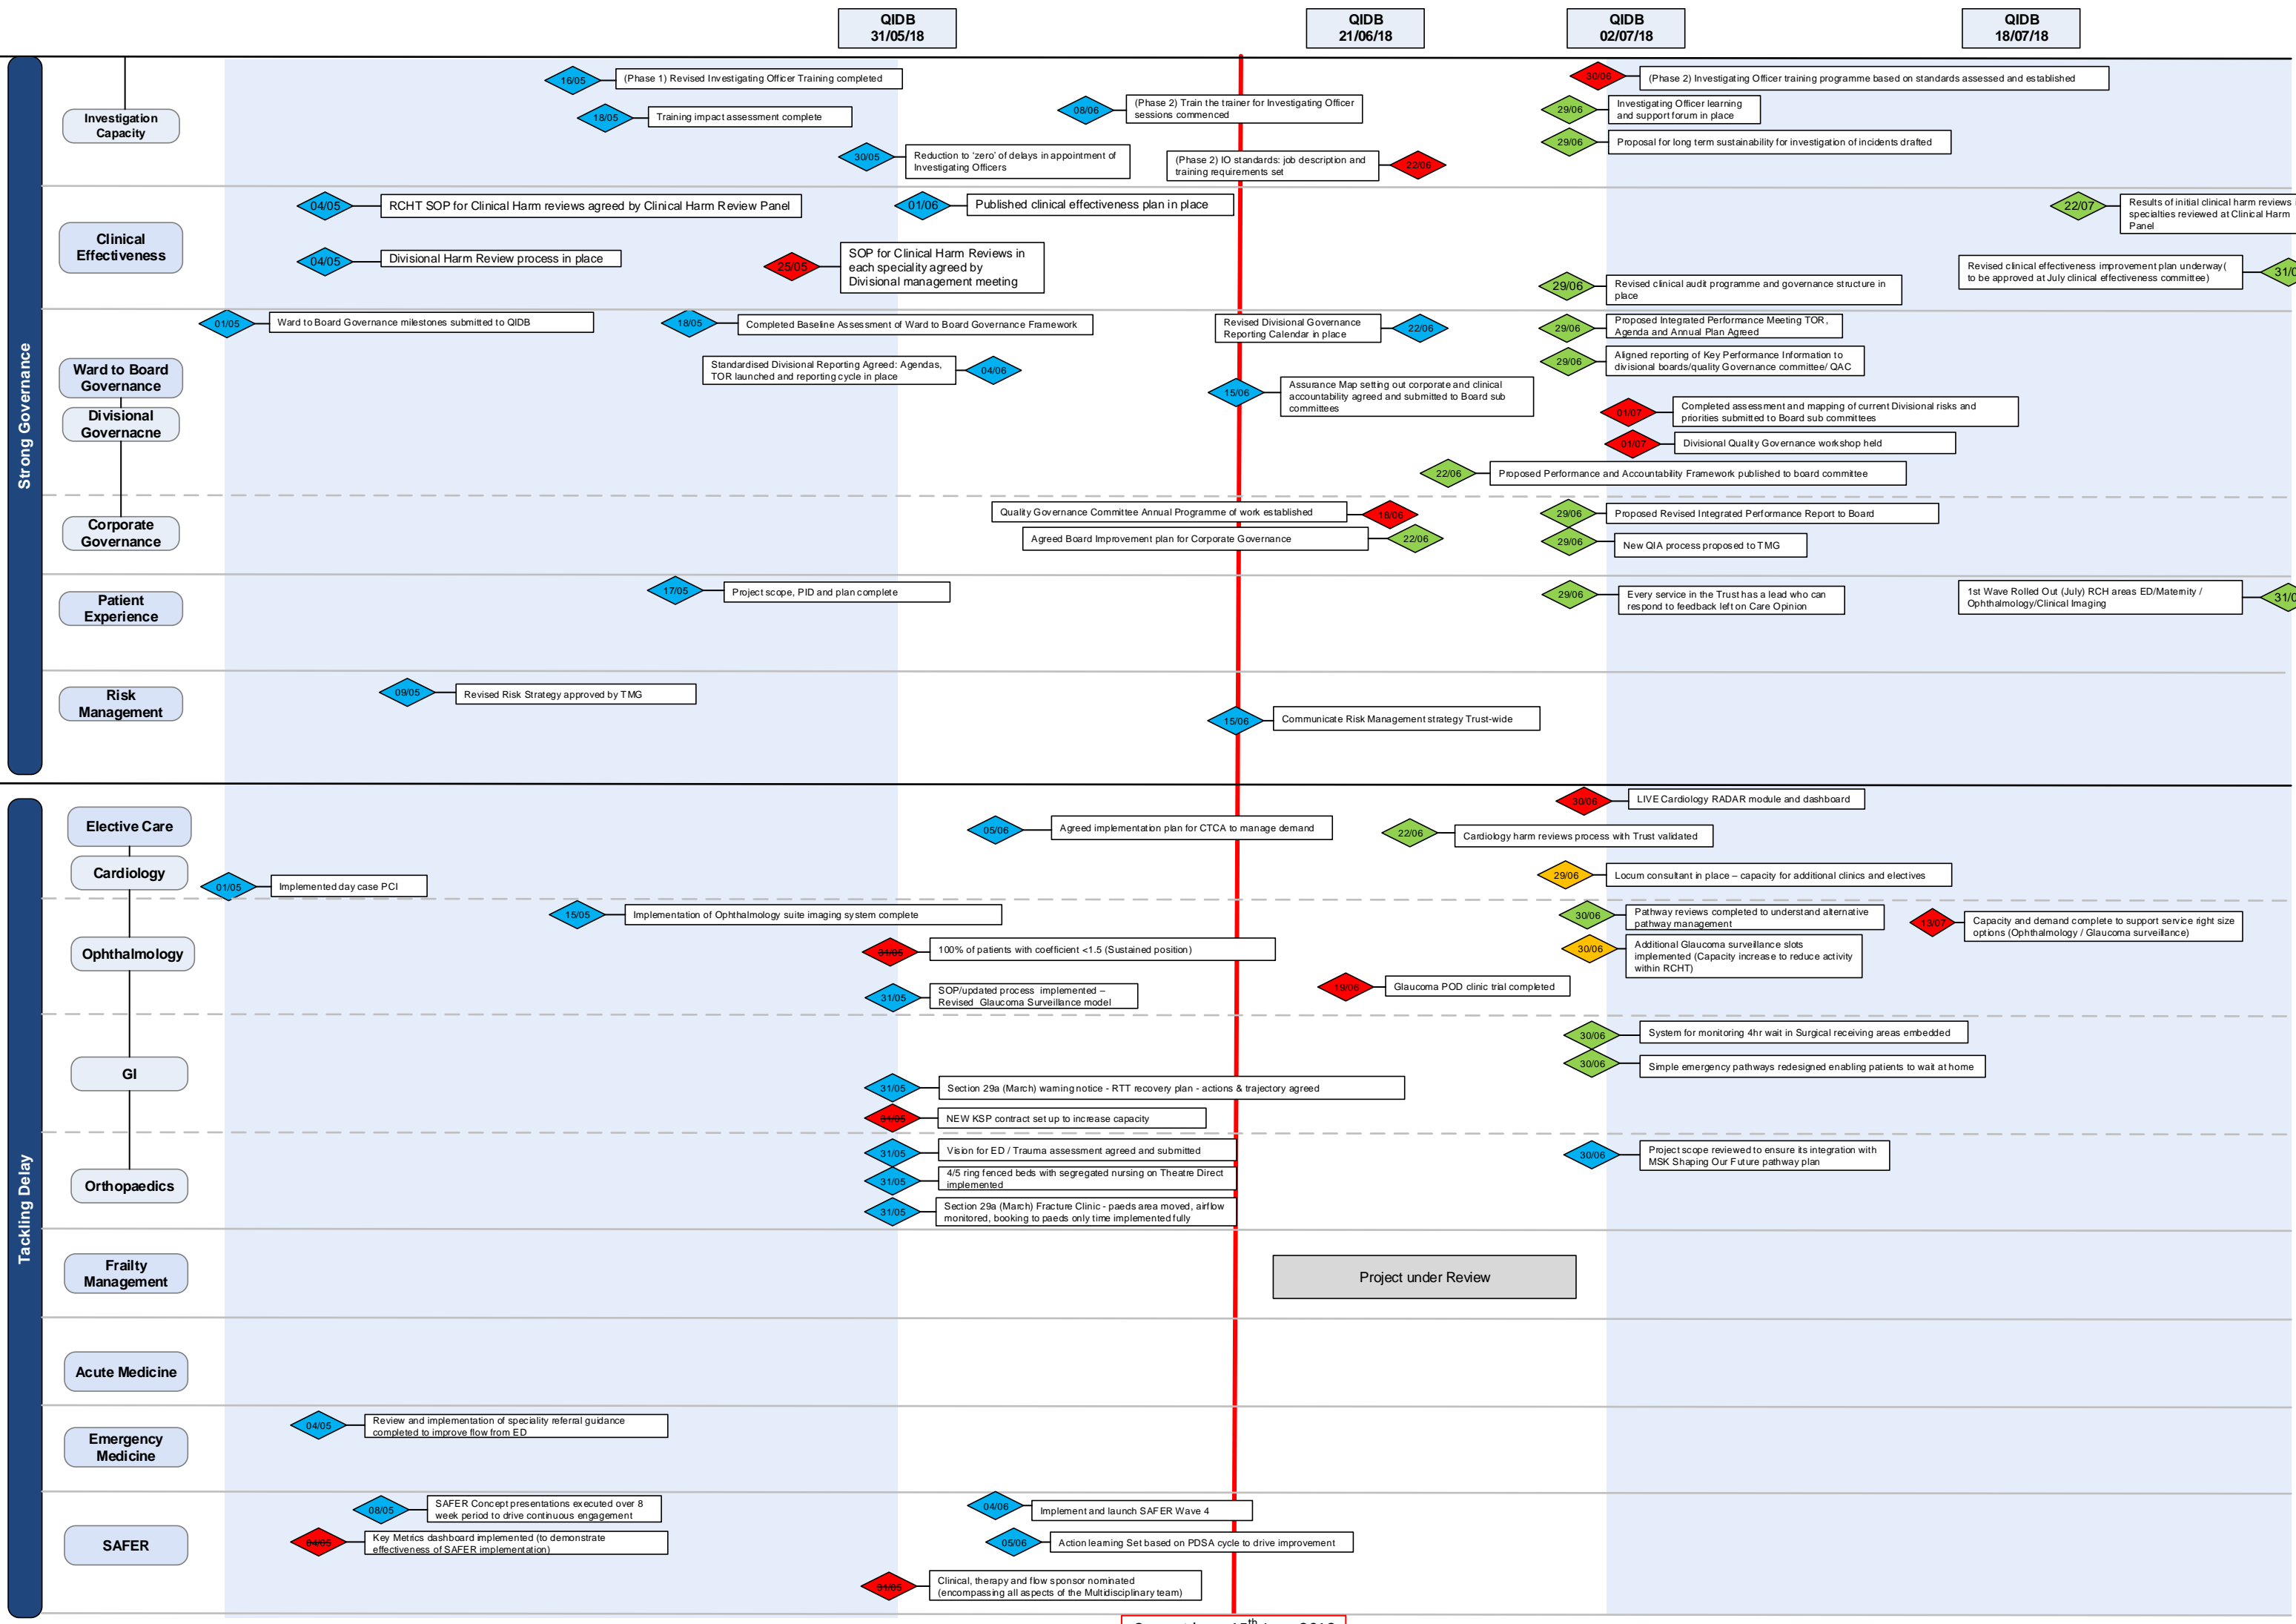 QIDB
31/05/18
QIDB
21/06/18
QIDB
02/07/18
QIDB
18/07/18
Strong Governance
Investigation
Capacity
16/05
(Phase 1) Revised Investigating Officer Training completed
18/05
Training impact assessment complete
30/05
Reduction to ‘zero’ of delays in appointment of
Investigating Officers
08/06
(Phase 2) Train the trainer for Investigating Officer
sessions commenced
(Phase 2) IO standards: job description and
training requirements set
22/06
30/06
(Phase 2) Investigating Officer training programme based on standards assessed and established
29/06
Investigating Officer learning
and support forum in place
29/06
Proposal for long term sustainability for investigation of incidents drafted
Clinical
Effectiveness
04/05
RCHT SOP for Clinical Harm reviews agreed by Clinical Harm Review Panel
01/06
Published clinical effectiveness plan in place
22/07
Results of initial clinical harm reviews
specialties reviewed at Clinical Harm
Panel
04/05
Divisional Harm Review process in place
25/05
SOP for Clinical Harm Reviews in
each speciality agreed by
Divisional management meeting
29/06
Revised clinical audit programme and governance structure in
place
Revised clinical effectiveness improvement plan underway(
to be approved at July clinical effectiveness committee)
31/0
Ward to Board
Governance
Divisional
Governacne
01/05
Ward to Board Governance milestones submitted to QIDB
18/05
Completed Baseline Assessment of Ward to Board Governance Framework
Revised Divisional Governance
Reporting Calendar in place
22/06
29/06
Proposed Integrated Performance Meeting TOR,
Agenda and Annual Plan Agreed
Standardised Divisional Reporting Agreed: Agendas,
TOR launched and reporting cycle in place
04/06
29/06
Aligned reporting of Key Performance Information to
divisional boards/quality Governance committee/ QAC
15/06
Assurance Map setting out corporate and clinical
accountability agreed and submitted to Board sub
committees
01/07
Completed assessment and mapping of current Divisional risks and
priorities submitted to Board sub committees
01/07
Divisional Quality Governance workshop held
22/06
Proposed Performance and Accountability Framework published to board committee
Corporate
Governance
Quality Governance Committee Annual Programme of work established
18/06
29/06
Proposed Revised Integrated Performance Report to Board
Agreed Board Improvement plan for Corporate Governance
22/06
29/06
New QIA process proposed to TMG
Patient
Experience
17/05
Project scope, PID and plan complete
29/06
Every service in the Trust has a lead who can
respond to feedback left on Care Opinion
1st Wave Rolled Out (July) RCH areas ED/Maternity /
Ophthalmology/Clinical Imaging
31/0
Risk
Management
09/05
Revised Risk Strategy approved by TMG
15/06
Communicate Risk Management strategy Trust-wide
Tackling Delay
Elective Care
Cardiology
30/06
LIVE Cardiology RADAR module and dashboard
05/06
Agreed implementation plan for CTCA to manage demand
22/06
Cardiology harm reviews process with Trust validated
01/05
Implemented day case PCI
29/06
Locum consultant in place – capacity for additional clinics and electives
Ophthalmology
15/05
Implementation of Ophthalmology suite imaging system complete
30/06
Pathway reviews completed to understand alternative
pathway management
13/07
Capacity and demand complete to support service right size
options (Ophthalmology / Glaucoma surveillance)
31/05
100% of patients with coefficient <1.5 (Sustained position)
30/06
Additional Glaucoma surveillance slots
implemented (Capacity increase to reduce activity
within RCHT)
31/05
SOP/updated process implemented –
Revised Glaucoma Surveillance model
19/06
Glaucoma POD clinic trial completed
GI
30/06
System for monitoring 4hr wait in Surgical receiving areas embedded
30/06
Simple emergency pathways redesigned enabling patients to wait at home
31/05
Section 29a (March) warning notice - RTT recovery plan - actions & trajectory agreed
31/05
NEW KSP contract set up to increase capacity
Orthopaedics
31/05
Vision for ED / Trauma assessment agreed and submitted
30/06
Project scope reviewed to ensure its integration with
MSK Shaping Our Future pathway plan
31/05
4/5 ring fenced beds with segregated nursing on Theatre Direct
implemented
31/05
Section 29a (March) Fracture Clinic - paeds area moved, airflow
monitored, booking to paeds only time implemented fully
Frailty
Management
Project under Review
Acute Medicine
Emergency
Medicine
04/05
Review and implementation of speciality referral guidance
completed to improve flow from ED
SAFER
08/05
SAFER Concept presentations executed over 8
week period to drive continuous engagement
04/06
Implement and launch SAFER Wave 4
04/05
Key Metrics dashboard implemented (to demonstrate
effectiveness of SAFER implementation)
05/06
Action learning Set based on PDSA cycle to drive improvement
31/05
Clinical, therapy and flow sponsor nominated
(encompassing all aspects of the Multidisciplinary team)